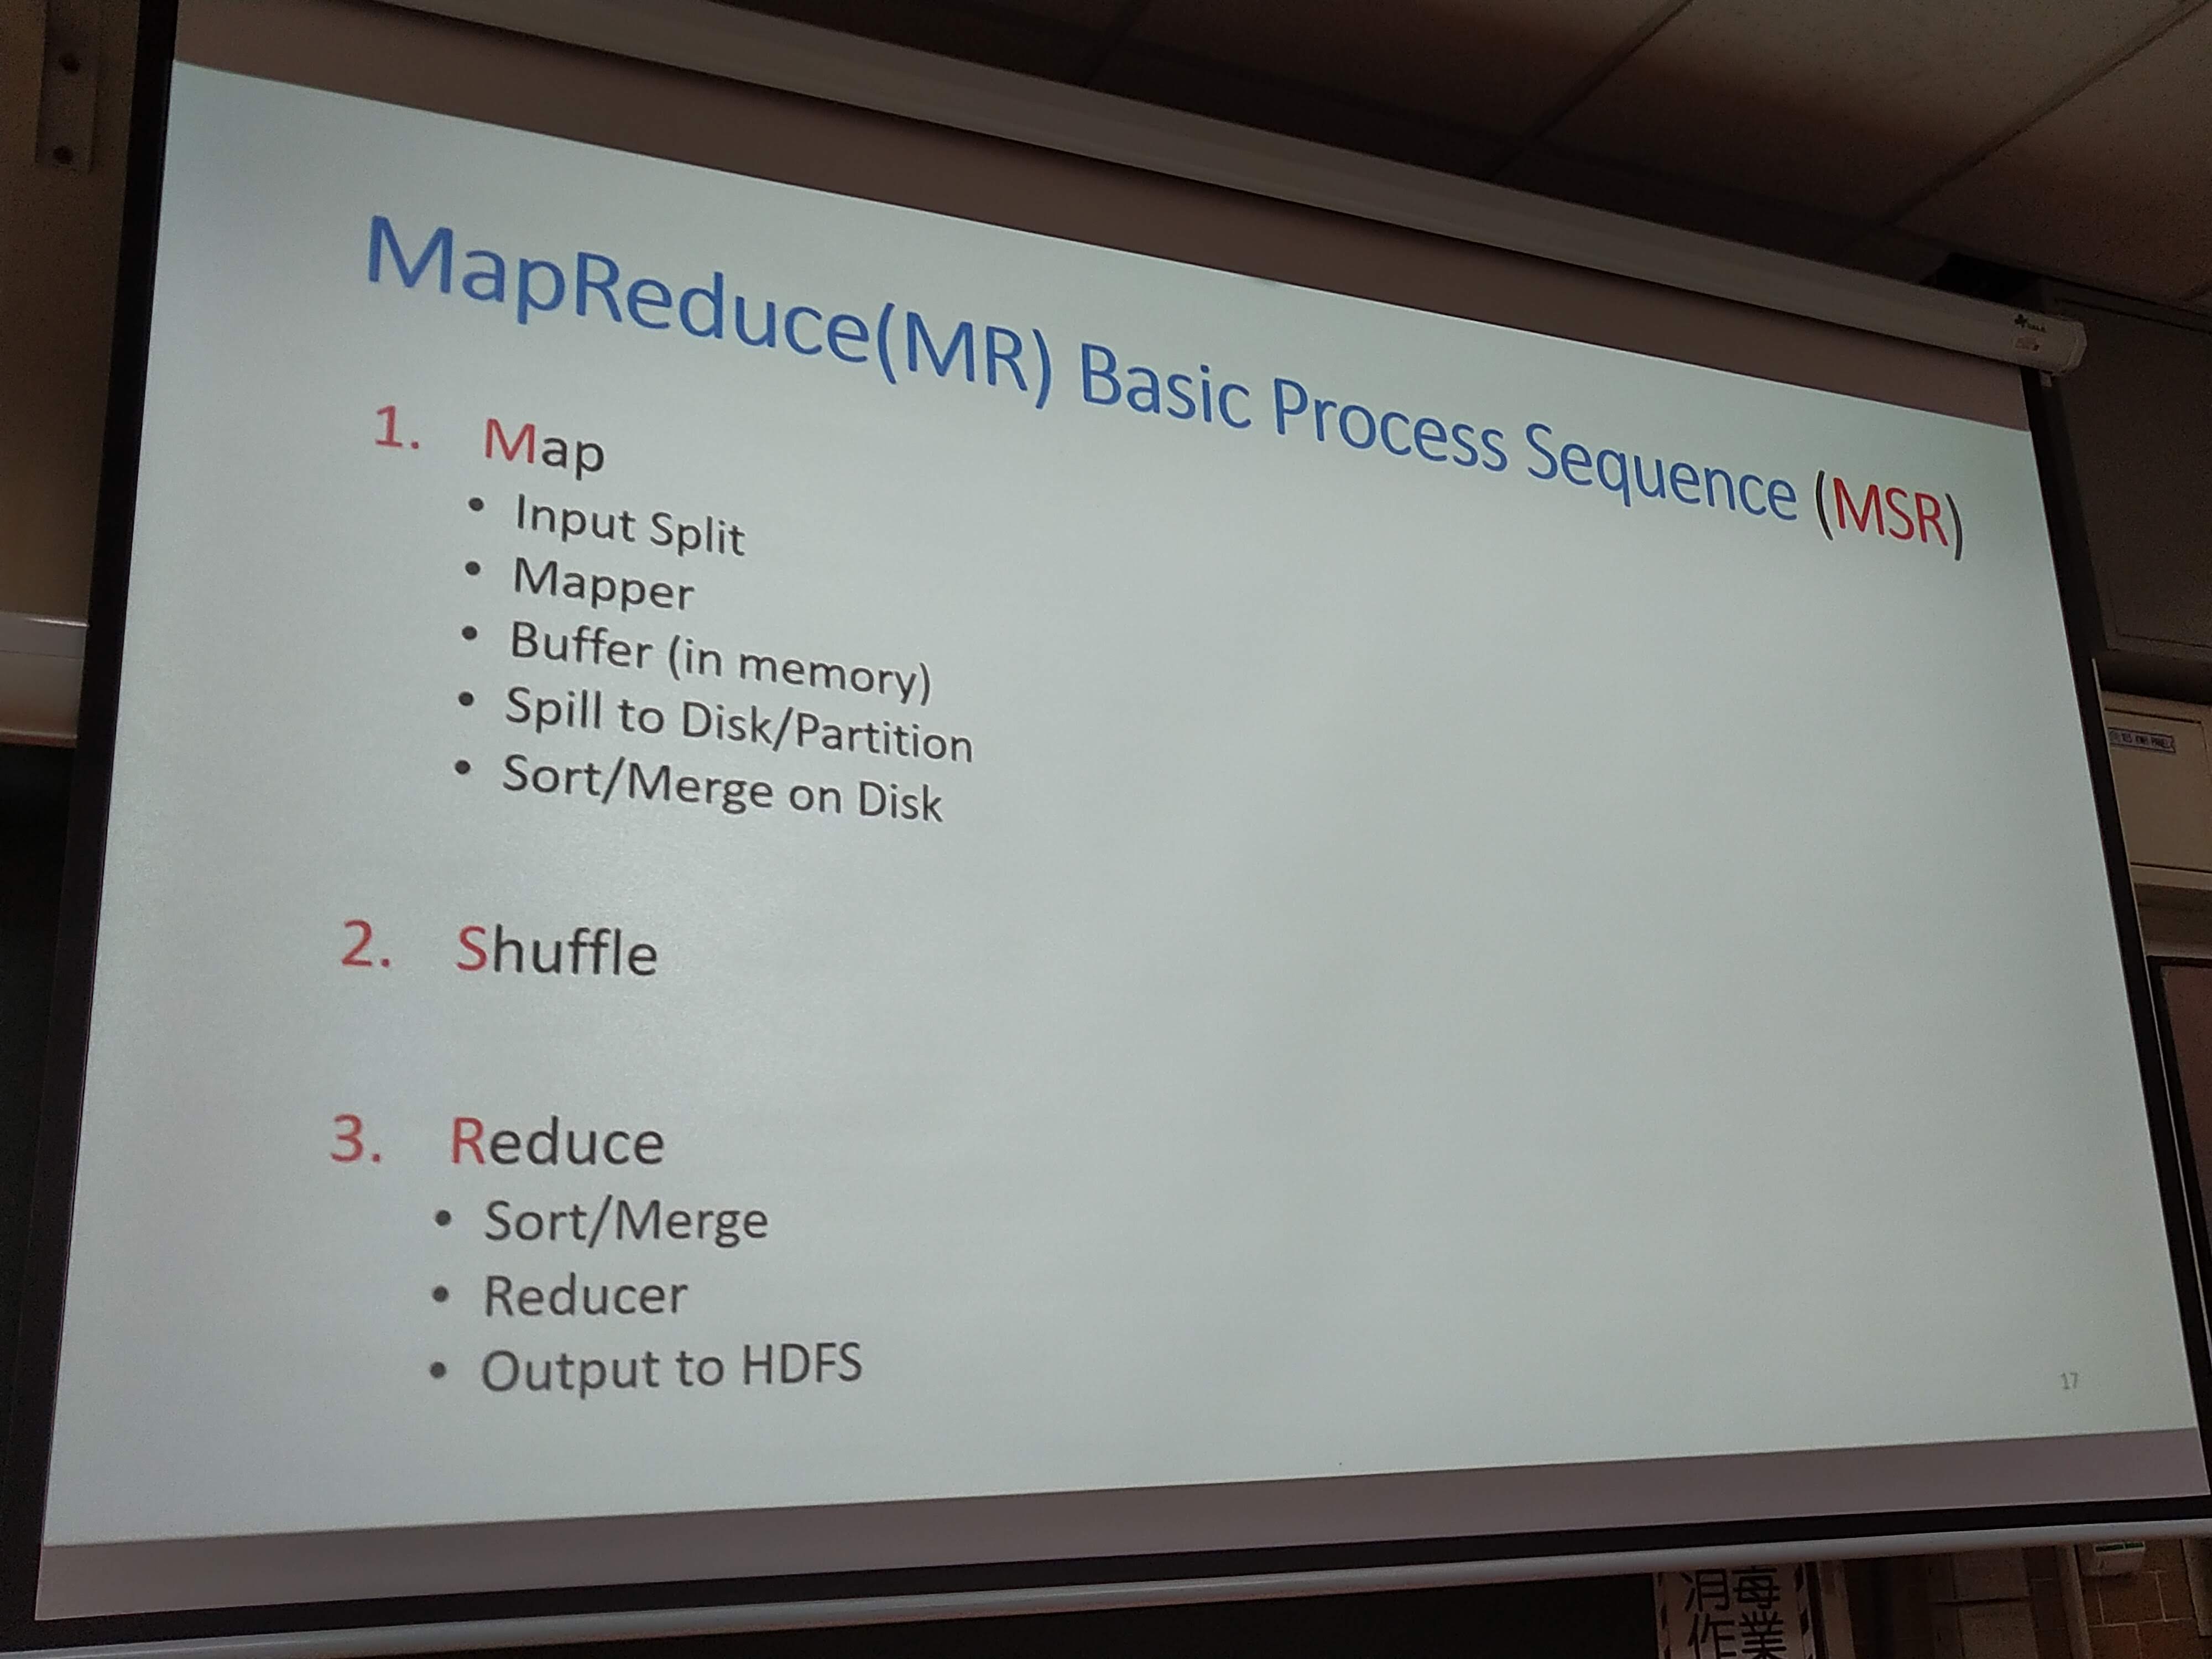 MapReduce(MR) Basic Process Sequence (MSR)
1. Map
• Input Split
• Mapper
• Buffer (in memory)
• Spill to Disk/Partition
• Sort/Merge on Disk
2. Shuffle
3. Reduce
• Sort/Merge
• Reducer
• Output to HDFS
17
消毒
作業